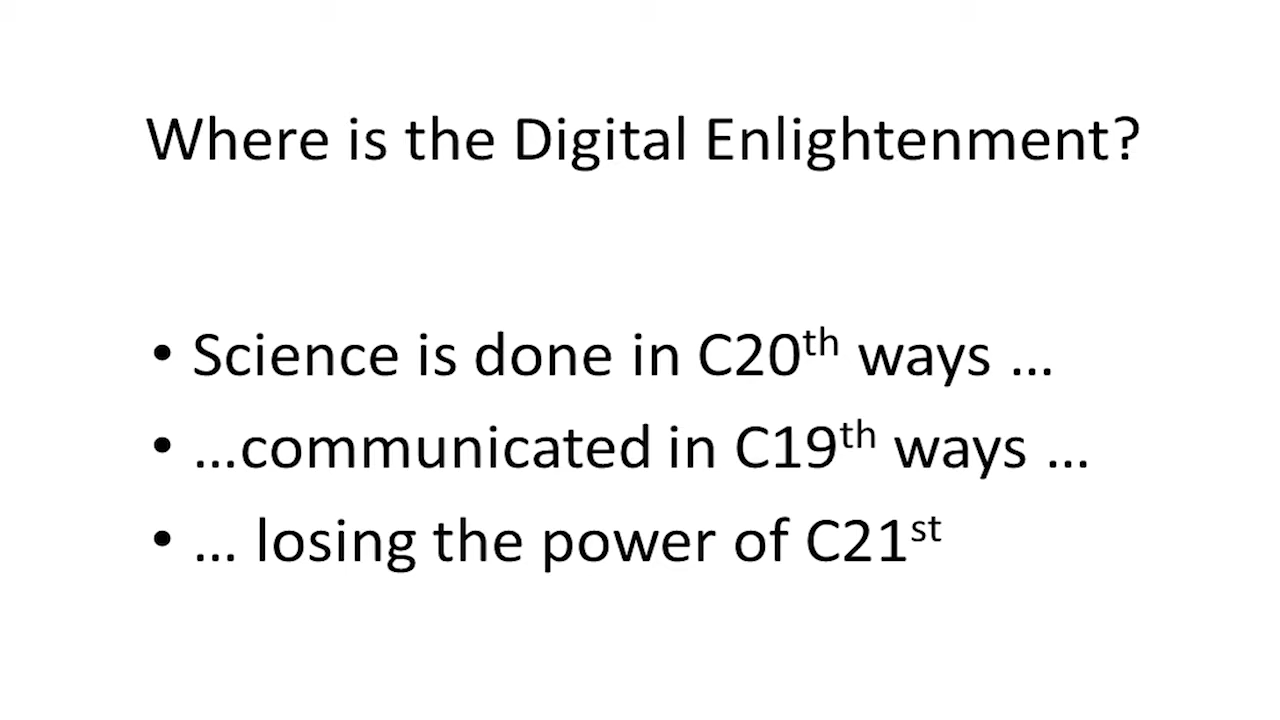 Where is the Digital Enlightenment?
• Science is done in C20th ways …
• …communicated in C19th ways …
• … losing the power of C21st